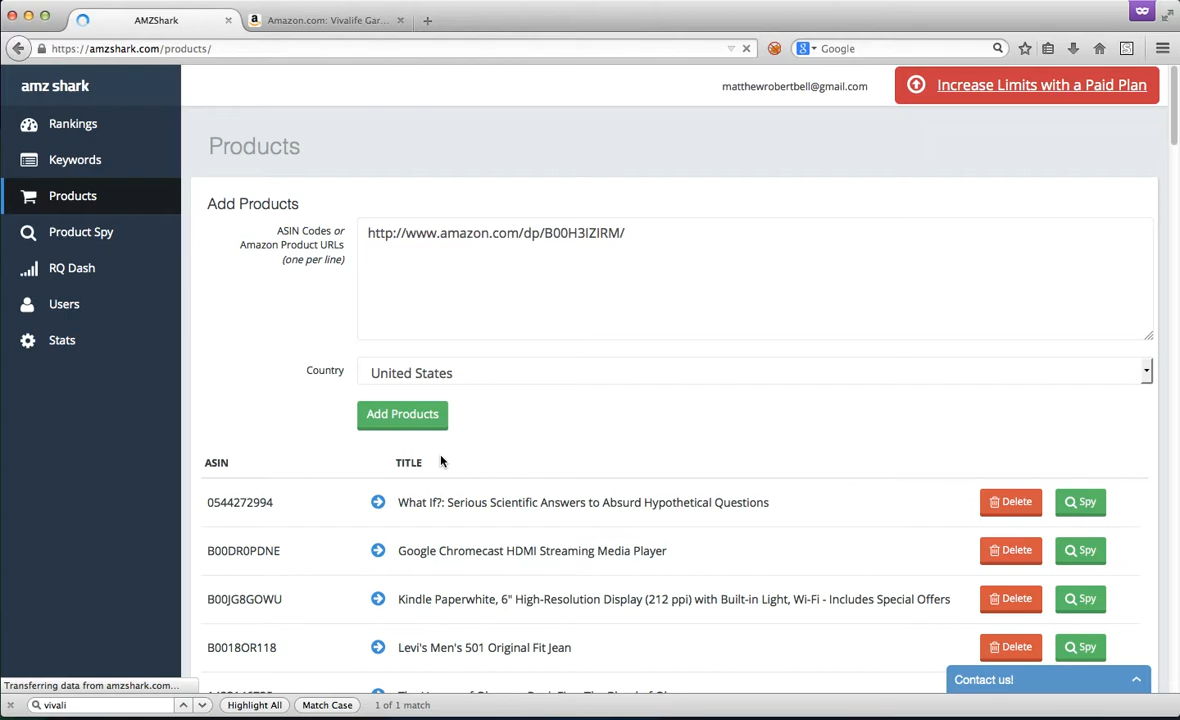 AMZShark
Amazon.com: Vivalife Gar...
https://amzshark.com/products/
Google
amz shark
matthewrobertbell@gmail.com
Increase Limits with a Paid Plan
Rankings
Keywords
Products
Product Spy
RQ Dash
Users
Stats
Products
Add Products
ASIN Codes or
Amazon Product URLs
(one per line)
http://www.amazon.com/dp/B00H3IZIRM/
Country
United States
Add Products
ASIN TITLE
0544272994 What If?: Serious Scientific Answers to Absurd Hypothetical Questions Delete Spy
B00DR0PDNE Google Chromecast HDMI Streaming Media Player Delete Spy
B00JG8GOWU Kindle Paperwhite, 6" High-Resolution Display (212 ppi) with Built-in Light, Wi-Fi - Includes Special Offers Delete Spy
B0018OR118 Levi's Men's 501 Original Fit Jean Delete Spy
Contact us!
Transferring data from amzshark.com...
vivali Highlight All Match Case 1 of 1 match